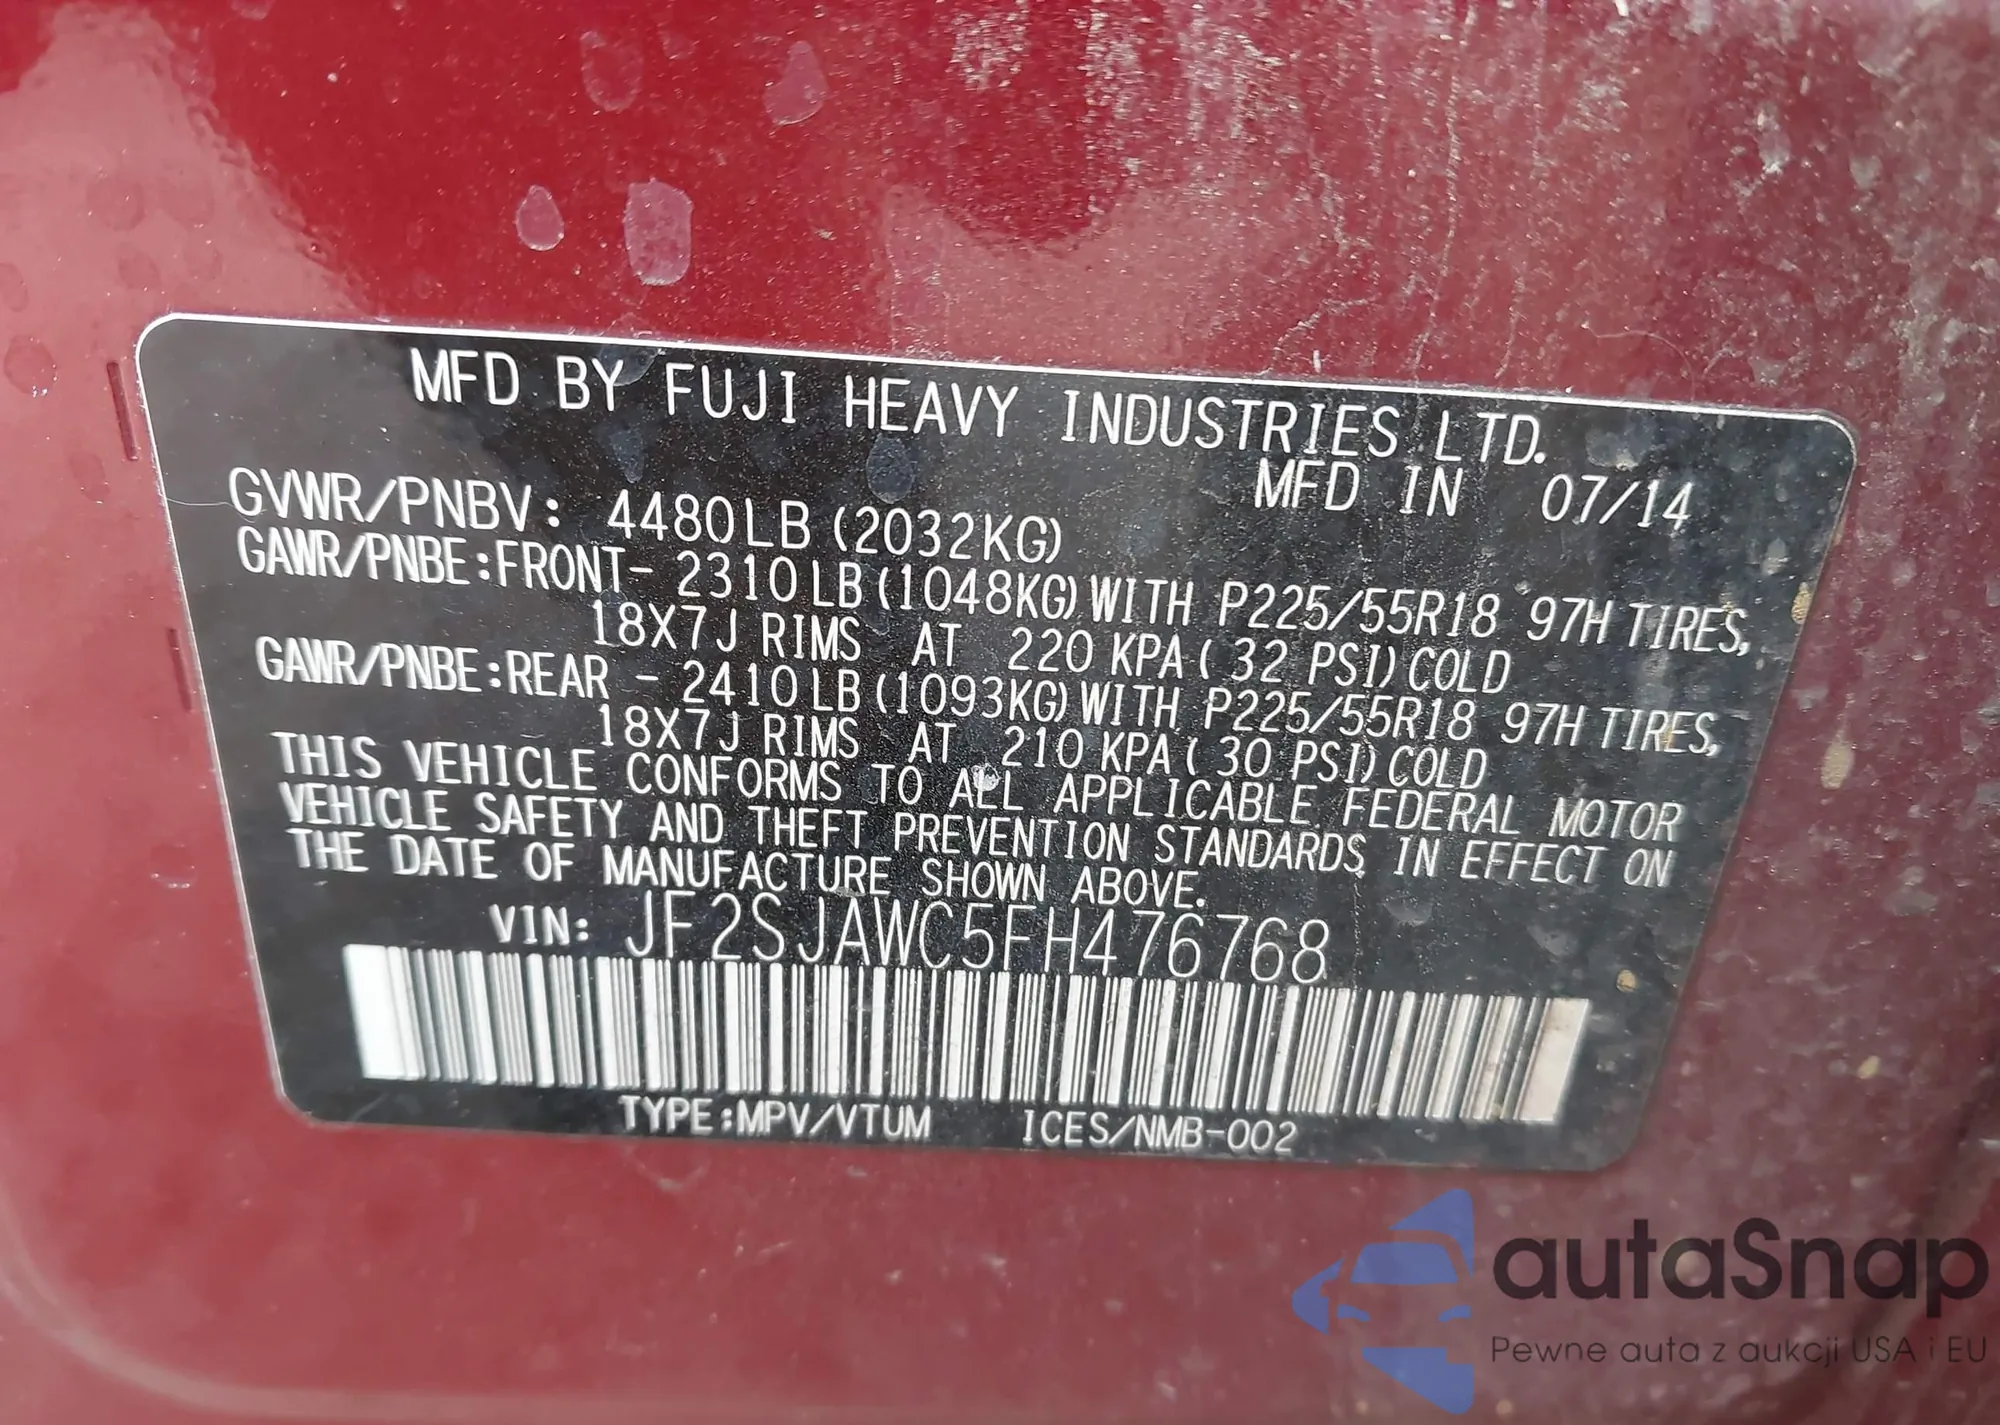 MFD BY FUJI HEAVY INDUSTRIES LTD.
MFD IN 07/14
GVWR/PNBV: 4480LB (2032KG)
GAWR/PNBE:FRONT- 2310LB(1048KG)WITH P225/55R18 97H TIRES,
18X7J RIMS AT 220 KPA( 32 PSI)COLD
GAWR/PNBE:REAR - 2410LB(1093KG)WITH P225/55R18 97H TIRES,
18X7J RIMS AT 210 KPA( 30 PSI)COLD
THIS VEHICLE CONFORMS TO ALL APPLICABLE FEDERAL MOTOR
VEHICLE SAFETY AND THEFT PREVENTION STANDARDS IN EFFECT ON
THE DATE OF MANUFACTURE SHOWN ABOVE.
VIN: JF2SJAWC5FH476768
TYPE:MPV/VTUM ICES/NMB-002
autaSnap
Pewne auta z aukcji USA i EU